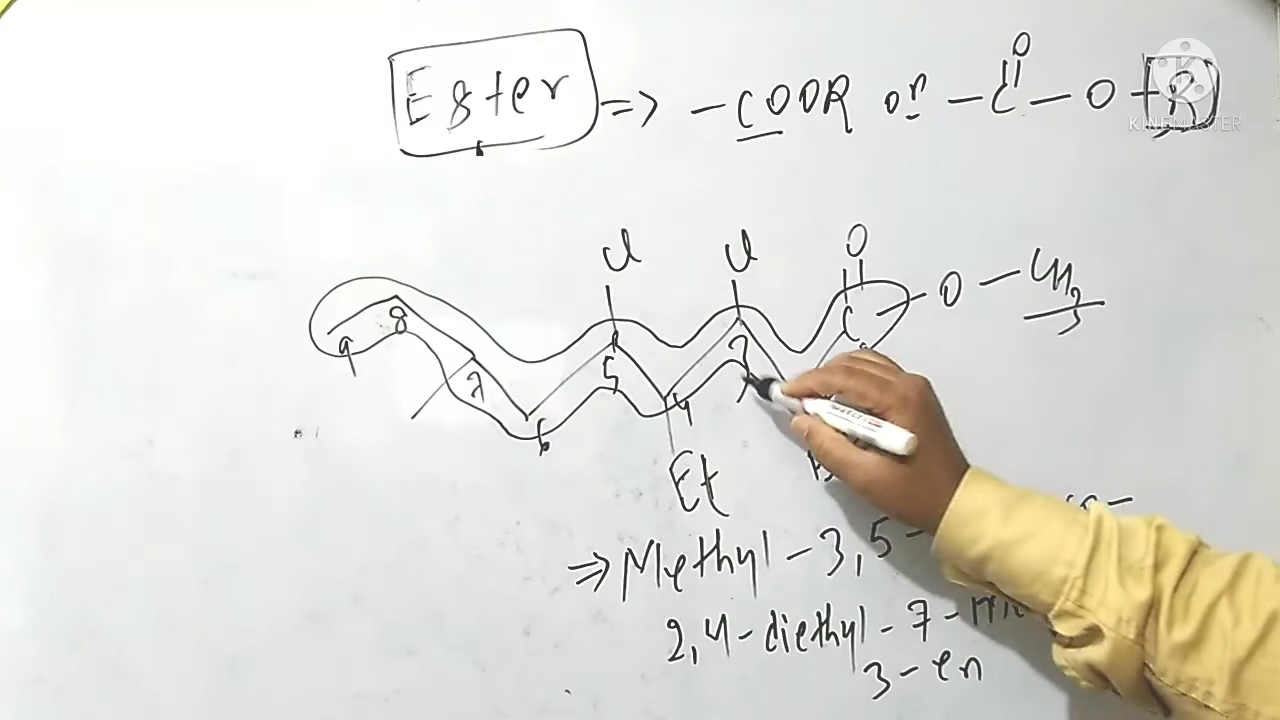 Ester => -COOR or -C-O-R
O
KINEMASTER
Cl Cl O
C-O-CH3
9 8 7 6 5 4 3
Et
=> Methyl-3,5-
2,4-diethyl-7-
3-en